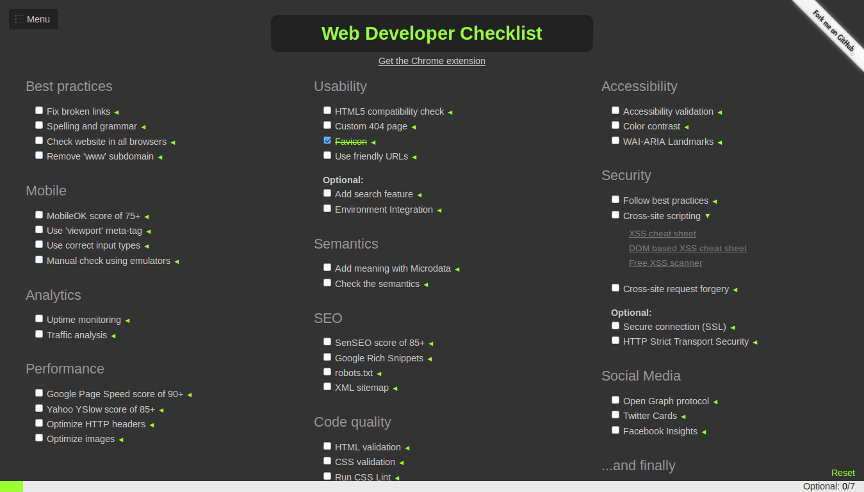 Menu
Web Developer Checklist
Fork me on GitHub
Get the Chrome extension
Best practices
Fix broken links
Spelling and grammar
Check website in all browsers
Remove 'www' subdomain
Mobile
MobileOK score of 75+
Use 'viewport' meta-tag
Use correct input types
Manual check using emulators
Analytics
Uptime monitoring
Traffic analysis
Performance
Google Page Speed score of 90+
Yahoo YSlow score of 85+
Optimize HTTP headers
Optimize images
Usability
HTML5 compatibility check
Custom 404 page
Favicon
Use friendly URLs
Optional:
Add search feature
Environment Integration
Semantics
Add meaning with Microdata
Check the semantics
SEO
SenSEO score of 85+
Google Rich Snippets
robots.txt
XML sitemap
Code quality
HTML validation
CSS validation
Run CSS Lint
Accessibility
Accessibility validation
Color contrast
WAI-ARIA Landmarks
Security
Follow best practices
Cross-site scripting
XSS cheat sheet
DOM based XSS cheat sheet
Free XSS scanner
Cross-site request forgery
Optional:
Secure connection (SSL)
HTTP Strict Transport Security
Social Media
Open Graph protocol
Twitter Cards
Facebook Insights
...and finally
Reset
Optional: 0/7